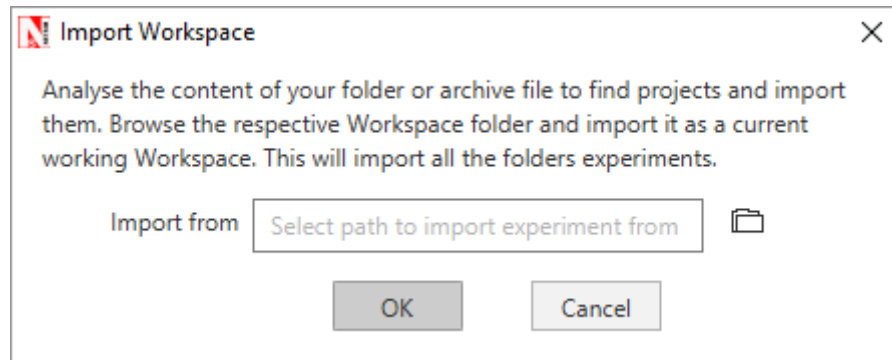 Import Workspace
Analyse the content of your folder or archive file to find projects and import
them. Browse the respective Workspace folder and import it as a current
working Workspace. This will import all the folders experiments.
Import from
Select path to import experiment from
OK
Cancel